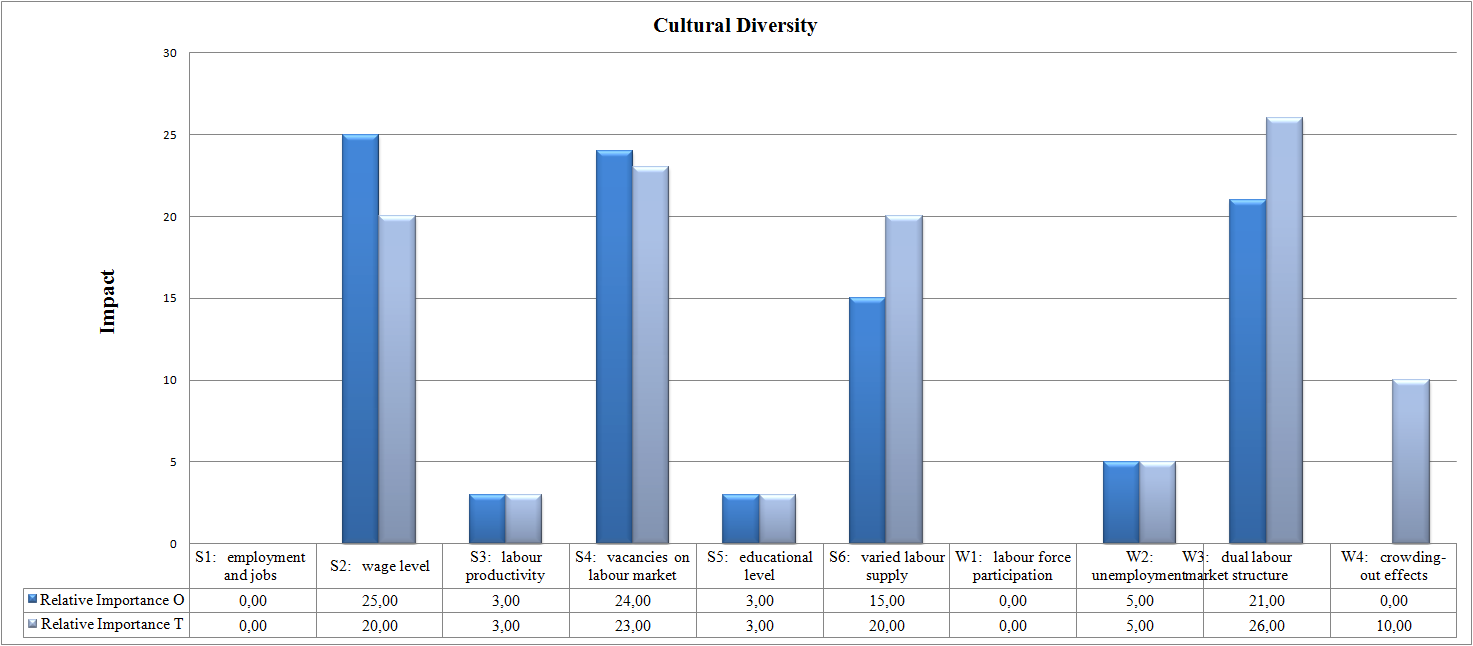 Cultural Diversity
Impact
30
25
20
15
10
5
0
S1: employment and jobs
S2: wage level
S3: labour productivity
S4: vacancies on labour market
S5: educational level
S6: varied labour supply
W1: labour force participation
W2: unemployment
W3: dual labour market structure
W4: crowding-out effects
Relative Importance O 0,00 25,00 3,00 24,00 3,00 15,00 0,00 5,00 21,00 0,00
Relative Importance T 0,00 20,00 3,00 23,00 3,00 20,00 0,00 5,00 26,00 10,00